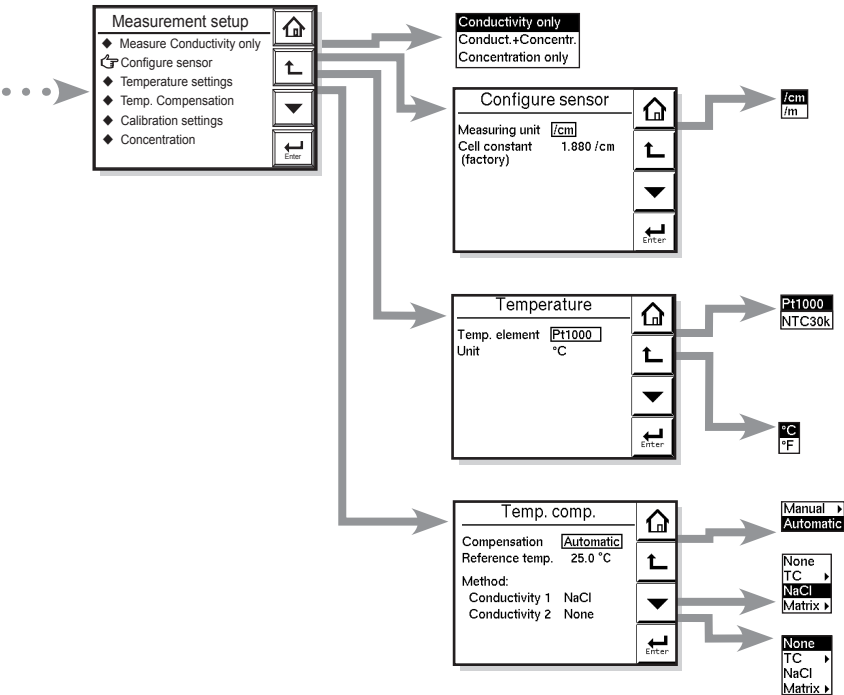 Measurement setup
Measure Conductivity only
Configure sensor
Temperature settings
Temp. Compensation
Calibration settings
Concentration
Enter
Conductivity only
Conduct.+Concentr.
Concentration only
Configure sensor
Measuring unit /cm
Cell constant 1.880 /cm
(factory)
Enter
/cm
/m
Temperature
Temp. element Pt1000
Unit °C
Enter
Pt1000
NTC30k
°C
°F
Temp. comp.
Compensation Automatic
Reference temp. 25.0 °C
Method:
Conductivity 1 NaCl
Conductivity 2 None
Enter
Manual
Automatic
None
TC
NaCl
Matrix
None
TC
NaCl
Matrix